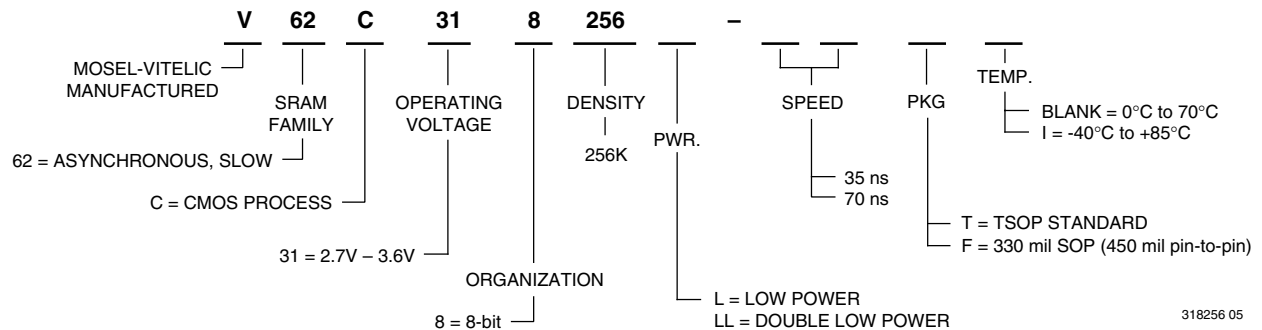 V 62 C 31 8 256 –
MOSEL-VITELIC
MANUFACTURED
SRAM
FAMILY
62 = ASYNCHRONOUS, SLOW
C = CMOS PROCESS
OPERATING
VOLTAGE
31 = 2.7V – 3.6V
ORGANIZATION
8 = 8-bit
DENSITY
256K
PWR.
L = LOW POWER
LL = DOUBLE LOW POWER
SPEED
35 ns
70 ns
PKG
T = TSOP STANDARD
F = 330 mil SOP (450 mil pin-to-pin)
TEMP.
BLANK = 0°C to 70°C
I = -40°C to +85°C
318256 05